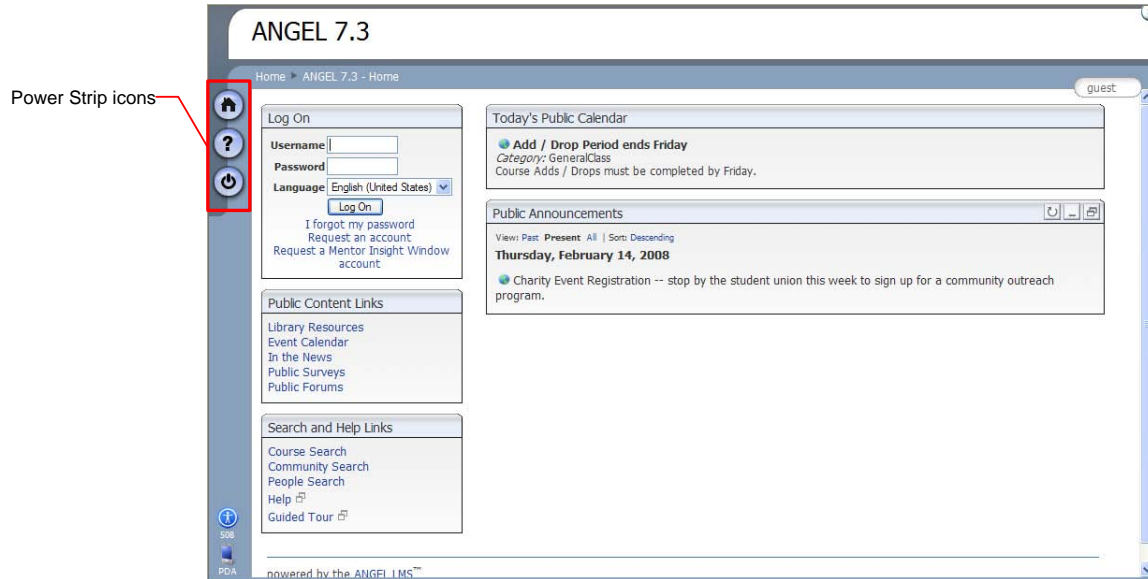 Power Strip icons
ANGEL 7.3
Home ▶ ANGEL 7.3 - Home
guest
?
Log On
Username
Password
Language English (United States)
Log On
I forgot my password
Request an account
Request a Mentor Insight Window
account
Public Content Links
Library Resources
Event Calendar
In the News
Public Surveys
Public Forums
Search and Help Links
Course Search
Community Search
People Search
Help
Guided Tour
508
PDA
Today's Public Calendar
Add / Drop Period ends Friday
Category: GeneralClass
Course Adds / Drops must be completed by Friday.
Public Announcements
View: Past Present All | Sort: Descending
Thursday, February 14, 2008
Charity Event Registration -- stop by the student union this week to sign up for a community outreach
program.
powered by the ANGEL LMS™